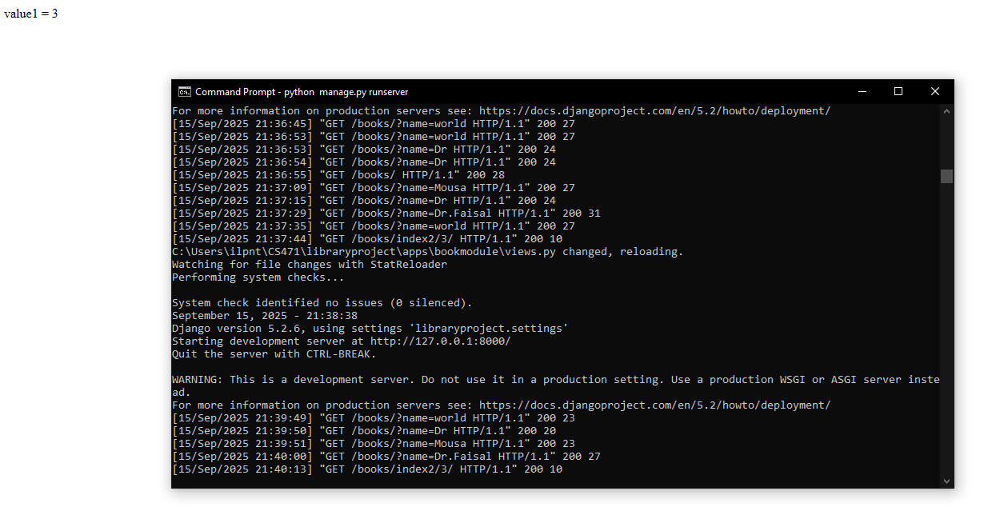 value1 = 3
Command Prompt - python  manage.py runserver
For more information on production servers see: https://docs.djangoproject.com/en/5.2/howto/deployment/
[15/Sep/2025 21:36:45] "GET /books/?name=world HTTP/1.1" 200 27
[15/Sep/2025 21:36:53] "GET /books/?name=world HTTP/1.1" 200 27
[15/Sep/2025 21:36:53] "GET /books/?name=Dr HTTP/1.1" 200 24
[15/Sep/2025 21:36:54] "GET /books/?name=Dr HTTP/1.1" 200 24
[15/Sep/2025 21:36:55] "GET /books/ HTTP/1.1" 200 28
[15/Sep/2025 21:37:09] "GET /books/?name=Mousa HTTP/1.1" 200 27
[15/Sep/2025 21:37:15] "GET /books/?name=Dr HTTP/1.1" 200 24
[15/Sep/2025 21:37:29] "GET /books/?name=Dr.Faisal HTTP/1.1" 200 31
[15/Sep/2025 21:37:35] "GET /books/?name=world HTTP/1.1" 200 27
[15/Sep/2025 21:37:44] "GET /books/index2/3/ HTTP/1.1" 200 10
C:\Users\ilpnt\CS471\libraryproject\apps\bookmodule\views.py changed, reloading.
Watching for file changes with StatReloader
Performing system checks...
System check identified no issues (0 silenced).
September 15, 2025 - 21:38:38
Django version 5.2.6, using settings 'libraryproject.settings'
Starting development server at http://127.0.0.1:8000/
Quit the server with CTRL-BREAK.
WARNING: This is a development server. Do not use it in a production setting. Use a production WSGI or ASGI server inste
ad.
For more information on production servers see: https://docs.djangoproject.com/en/5.2/howto/deployment/
[15/Sep/2025 21:39:49] "GET /books/?name=world HTTP/1.1" 200 23
[15/Sep/2025 21:39:50] "GET /books/?name=Dr HTTP/1.1" 200 20
[15/Sep/2025 21:39:51] "GET /books/?name=Mousa HTTP/1.1" 200 23
[15/Sep/2025 21:40:00] "GET /books/?name=Dr.Faisal HTTP/1.1" 200 27
[15/Sep/2025 21:40:13] "GET /books/index2/3/ HTTP/1.1" 200 10